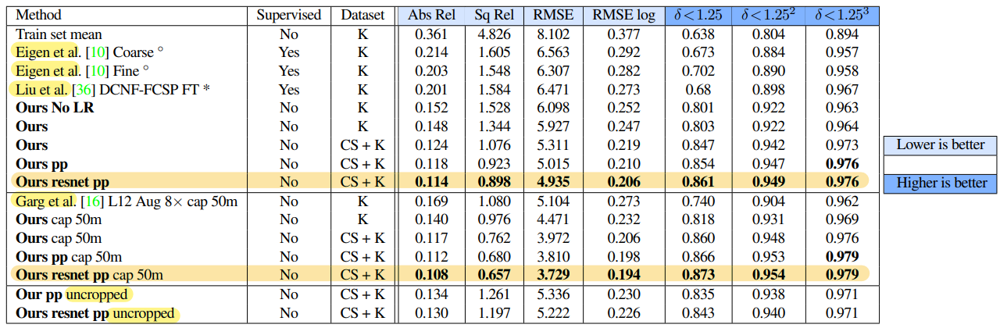 Method Supervised Dataset Abs Rel Sq Rel RMSE RMSE log δ < 1.25 δ < 1.25² δ < 1.25³
Train set mean No K 0.361 4.826 8.102 0.377 0.638 0.804 0.894
Eigen et al. [10] Coarse ° Yes K 0.214 1.605 6.563 0.292 0.673 0.884 0.957
Eigen et al. [10] Fine ° Yes K 0.203 1.548 6.307 0.282 0.702 0.890 0.958
Liu et al. [36] DCNF-FCSP FT * Yes K 0.201 1.584 6.471 0.273 0.68 0.898 0.967
Ours No LR No K 0.152 1.528 6.098 0.252 0.801 0.922 0.963
Ours No K 0.148 1.344 5.927 0.247 0.803 0.922 0.964
Ours No CS + K 0.124 1.076 5.311 0.219 0.847 0.942 0.973
Lower is better
Ours pp No CS + K 0.118 0.923 5.015 0.210 0.854 0.947 0.976
Ours resnet pp No CS + K 0.114 0.898 4.935 0.206 0.861 0.949 0.976
Higher is better
Garg et al. [16] L12 Aug 8× cap 50m No K 0.169 1.080 5.104 0.273 0.740 0.904 0.962
Ours cap 50m No K 0.140 0.976 4.471 0.232 0.818 0.931 0.969
Ours cap 50m No CS + K 0.117 0.762 3.972 0.206 0.860 0.948 0.976
Ours pp cap 50m No CS + K 0.112 0.680 3.810 0.198 0.866 0.953 0.979
Ours resnet pp cap 50m No CS + K 0.108 0.657 3.729 0.194 0.873 0.954 0.979
Our pp uncropped No CS + K 0.134 1.261 5.336 0.230 0.835 0.938 0.971
Ours resnet pp uncropped No CS + K 0.130 1.197 5.222 0.226 0.843 0.940 0.971